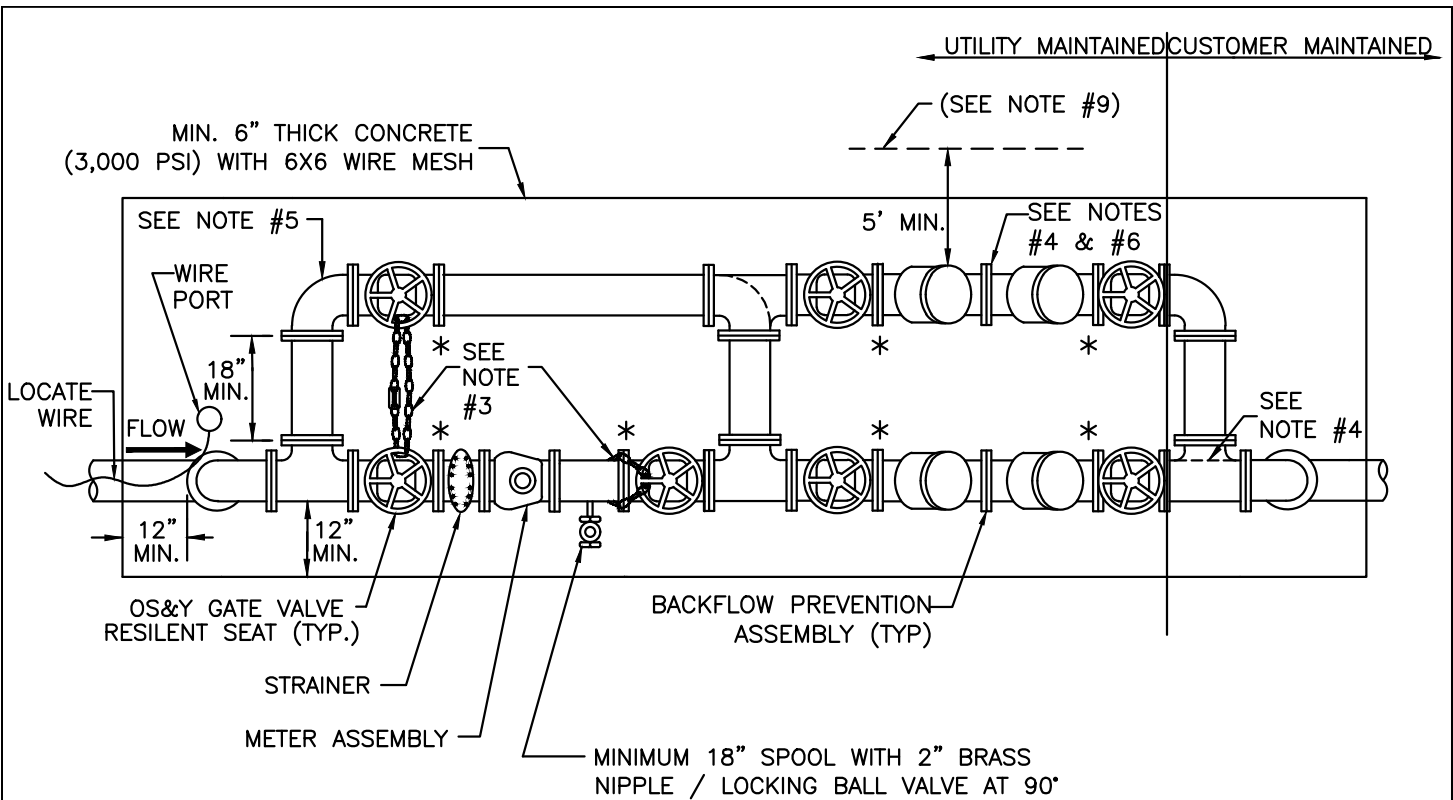 UTILITY MAINTAINED CUSTOMER MAINTAINED
(SEE NOTE #9)
MIN. 6" THICK CONCRETE
(3,000 PSI) WITH 6X6 WIRE MESH
SEE NOTE #5
5' MIN.
SEE NOTES
#4 & #6
WIRE
PORT
18"
MIN.
*
SEE
NOTE
#3
*
*
LOCATE
WIRE
FLOW
*
*
*
*
SEE
NOTE #4
12"
MIN.
12"
MIN.
OS&Y GATE VALVE
RESILENT SEAT (TYP.)
BACKFLOW PREVENTION
ASSEMBLY (TYP)
STRAINER
METER ASSEMBLY
MINIMUM 18" SPOOL WITH 2" BRASS
NIPPLE / LOCKING BALL VALVE AT 90°